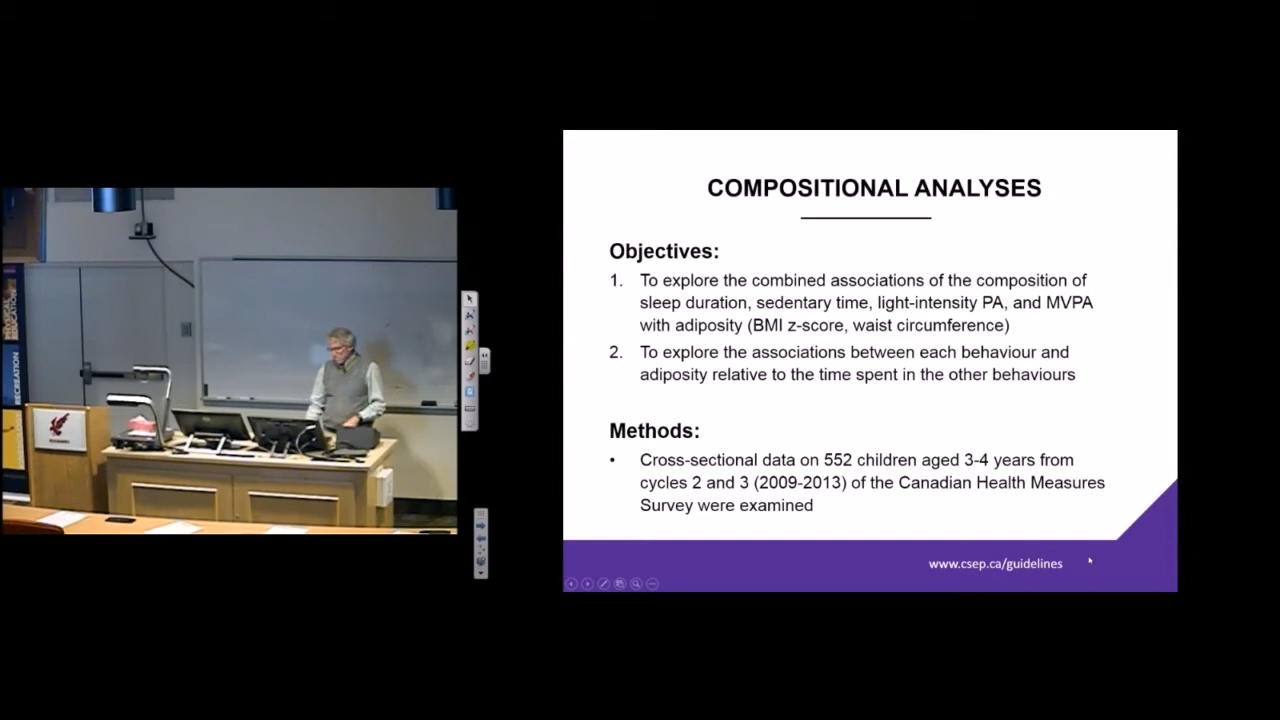 PHYSICAL
EDUCATION
RECREATION
COMPOSITIONAL ANALYSES
Objectives:
1. To explore the combined associations of the composition of
sleep duration, sedentary time, light-intensity PA, and MVPA
with adiposity (BMI z-score, waist circumference)
2. To explore the associations between each behaviour and
adiposity relative to the time spent in the other behaviours
Methods:
• Cross-sectional data on 552 children aged 3-4 years from
cycles 2 and 3 (2009-2013) of the Canadian Health Measures
Survey were examined
www.csep.ca/guidelines